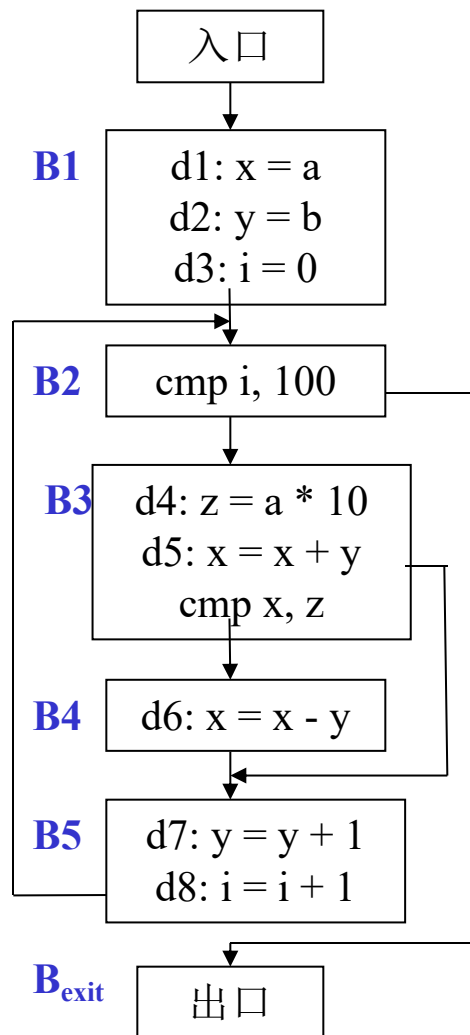 入口
B1
d1: x = a
d2: y = b
d3: i = 0
B2
cmp i, 100
B3
d4: z = a * 10
d5: x = x + y
cmp x, z
B4
d6: x = x - y
B5
d7: y = y + 1
d8: i = i + 1
Bexit
出口